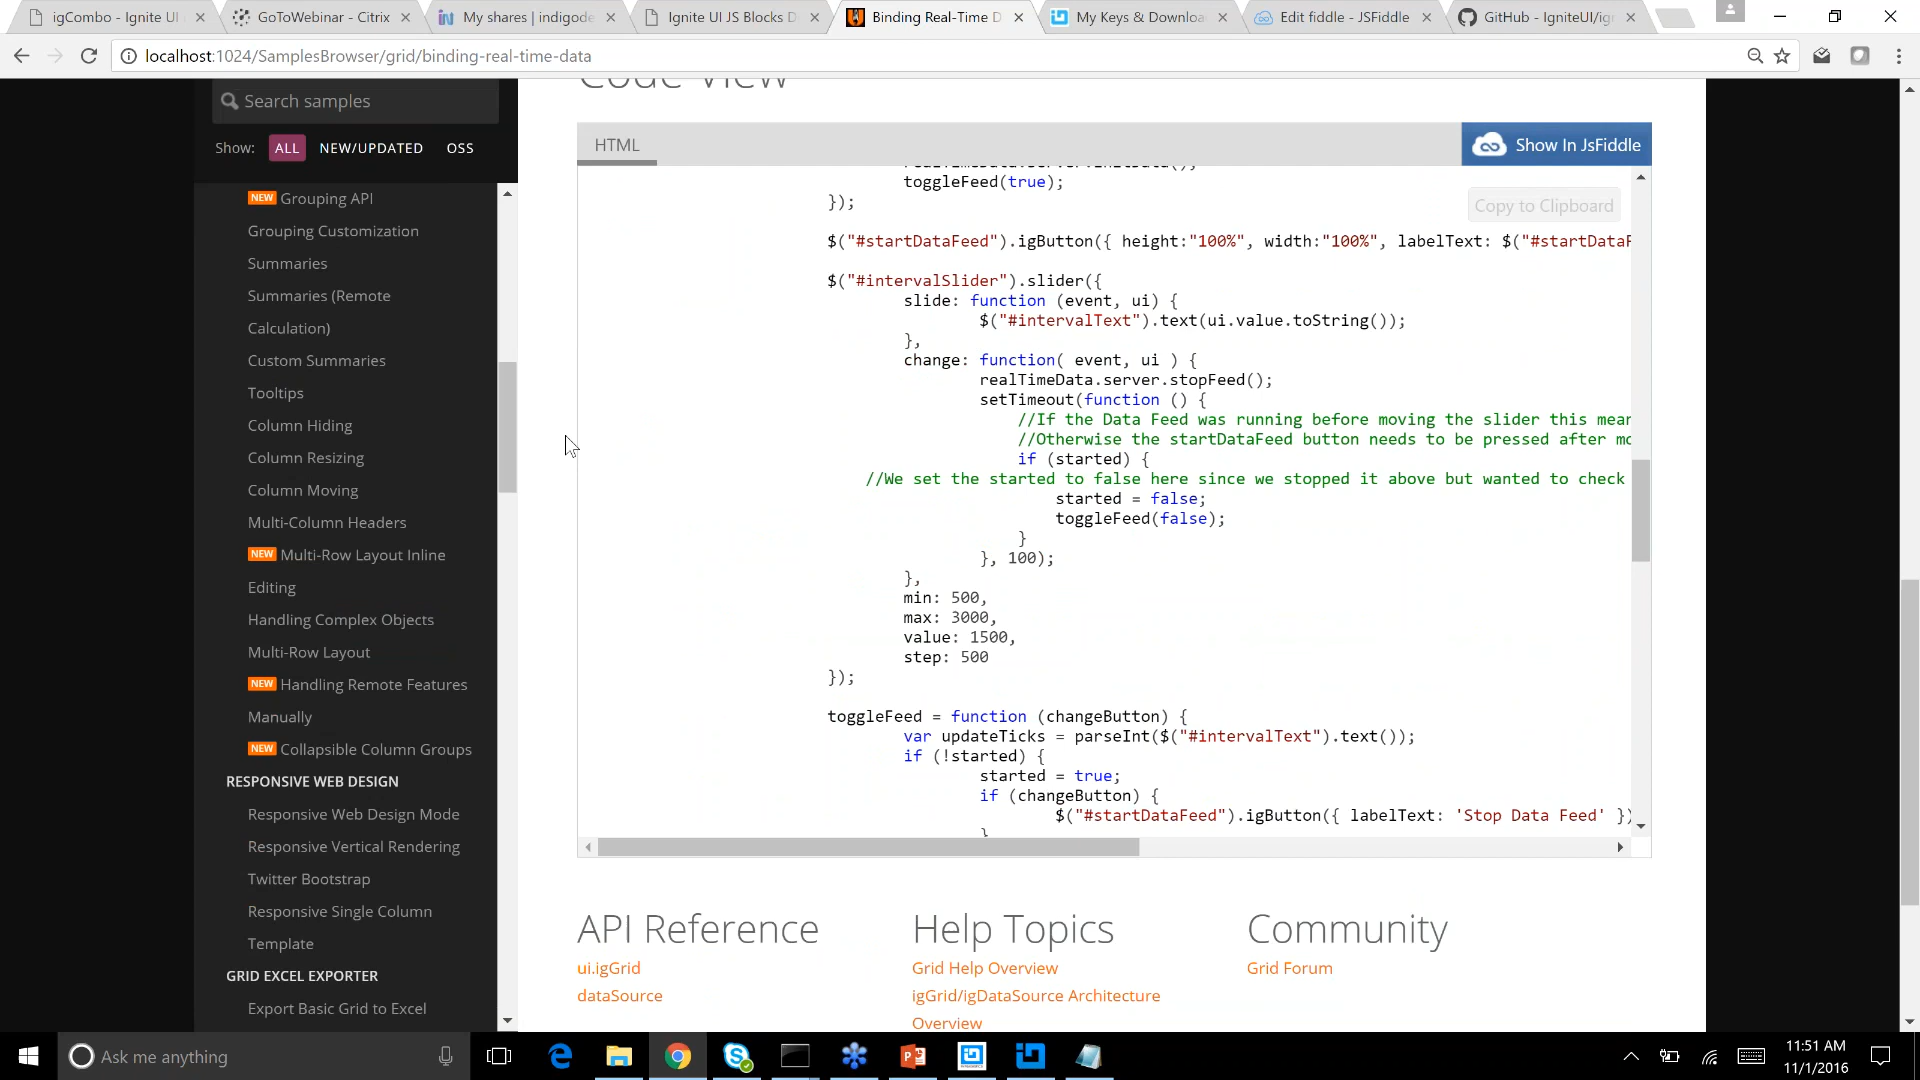 igCombo - Ignite UI
GoToWebinar - Citrix
My shares | indigode
Ignite UI JS Blocks D
Binding Real-Time D
My Keys & Downloa
Edit fiddle - JSFiddle
GitHub - IgniteUI/ig
localhost:1024/SamplesBrowser/grid/binding-real-time-data
Search samples
Show: ALL NEW/UPDATED OSS
NEW Grouping API
Grouping Customization
Summaries
Summaries (Remote
Calculation)
Custom Summaries
Tooltips
Column Hiding
Column Resizing
Column Moving
Multi-Column Headers
NEW Multi-Row Layout Inline
Editing
Handling Complex Objects
Multi-Row Layout
NEW Handling Remote Features
Manually
NEW Collapsible Column Groups
RESPONSIVE WEB DESIGN
Responsive Web Design Mode
Responsive Vertical Rendering
Twitter Bootstrap
Responsive Single Column
Template
GRID EXCEL EXPORTER
Export Basic Grid to Excel
Code View
HTML
Show In JsFiddle
Copy to Clipboard
toggleFeed(true);
});
$("#startDataFeed").igButton({ height:"100%", width:"100%", labelText: $("#startDataF
$("#intervalSlider").slider({
slide: function (event, ui) {
$("#intervalText").text(ui.value.toString());
},
change: function( event, ui ) {
realTimeData.server.stopFeed();
setTimeout(function () {
//If the Data Feed was running before moving the slider this mean
//Otherwise the startDataFeed button needs to be pressed after mo
if (started) {
//We set the started to false here since we stopped it above but wanted to check
started = false;
toggleFeed(false);
}
}, 100);
},
min: 500,
max: 3000,
value: 1500,
step: 500
});
toggleFeed = function (changeButton) {
var updateTicks = parseInt($("#intervalText").text());
if (!started) {
started = true;
if (changeButton) {
$("#startDataFeed").igButton({ labelText: 'Stop Data Feed' })
}
API Reference
ui.igGrid
dataSource
Help Topics
Grid Help Overview
igGrid/igDataSource Architecture
Overview
Community
Grid Forum
Ask me anything
11:51 AM
11/1/2016